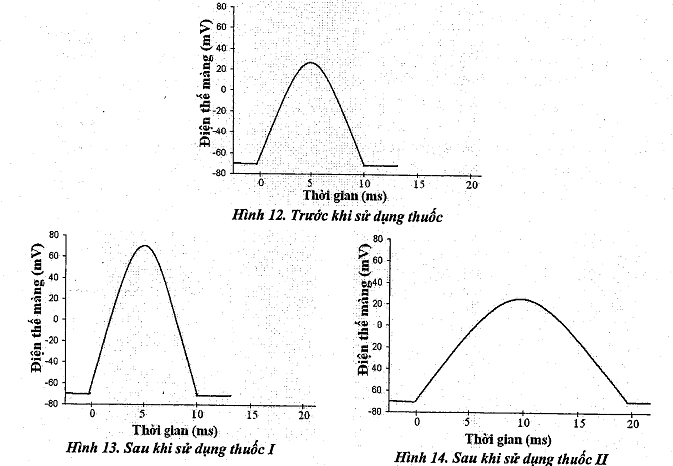 Điện thế màng (mV)
80
60
40
20
0
-20
-40
-60
-80
0 5 10 15 20
Thời gian (ms)
Hình 12. Trước khi sử dụng thuốc
Điện thế màng (mV)
80
60
40
20
0
-20
-40
-60
-80
0 5 10 15 20
Thời gian (ms)
Hình 13. Sau khi sử dụng thuốc I
Điện thế màng (mV)
80
60
40
20
0
20
40
60
-80
0 5 10 15 20
Thời gian (ms)
Hình 14. Sau khi sử dụng thuốc II